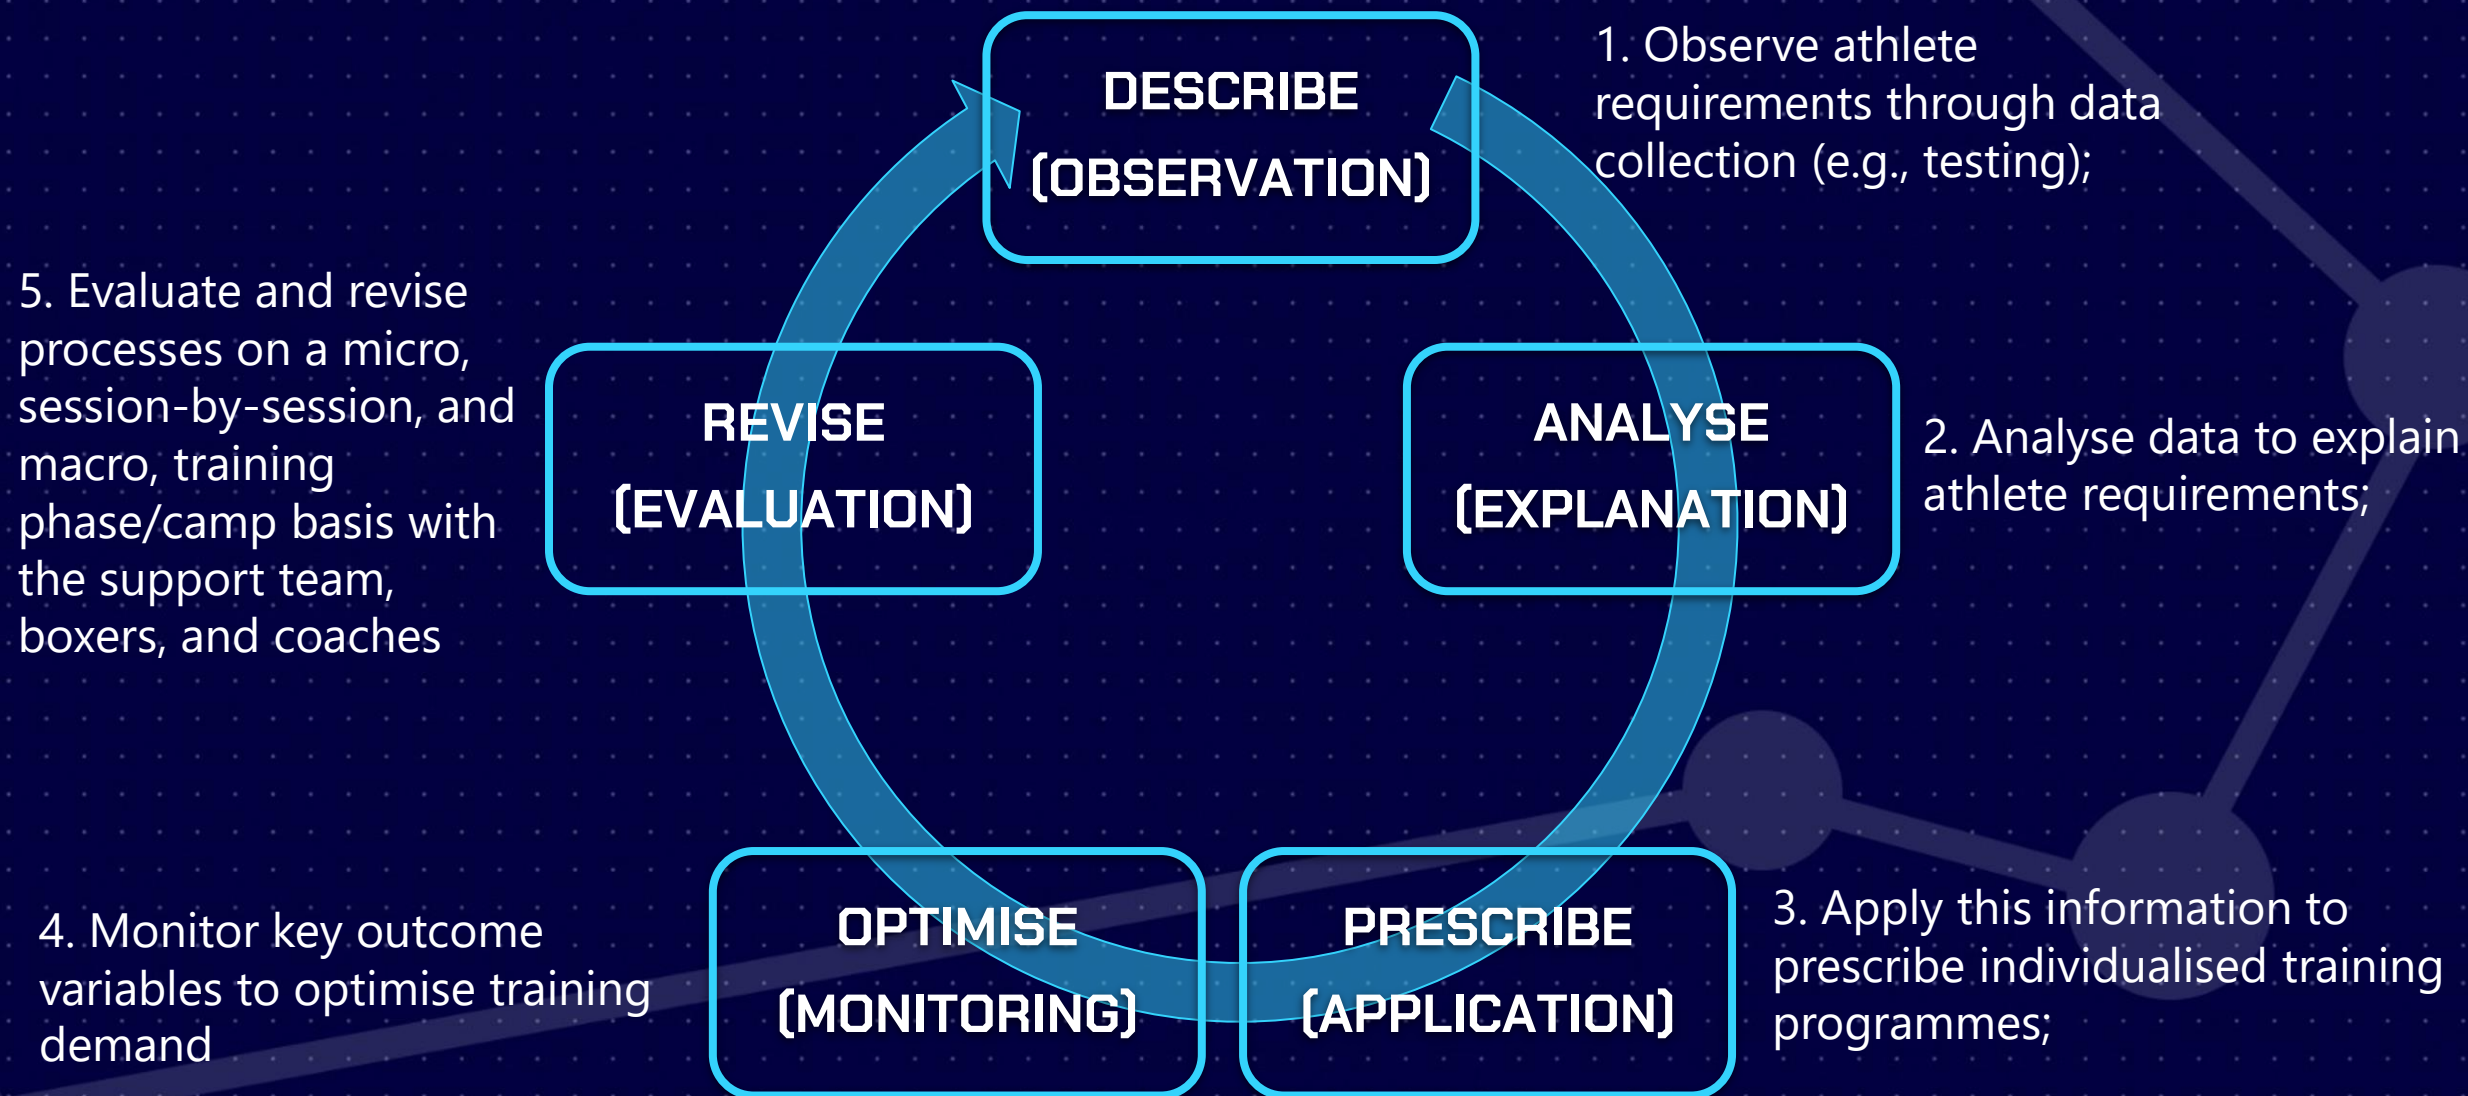 DESCRIBE
(OBSERVATION)
1. Observe athlete
requirements through data
collection (e.g., testing);
ANALYSE
(EXPLANATION)
2. Analyse data to explain
athlete requirements;
PRESCRIBE
(APPLICATION)
3. Apply this information to
prescribe individualised training
programmes;
OPTIMISE
(MONITORING)
4. Monitor key outcome
variables to optimise training
demand
REVISE
(EVALUATION)
5. Evaluate and revise
processes on a micro,
session-by-session, and
macro, training
phase/camp basis with
the support team,
boxers, and coaches